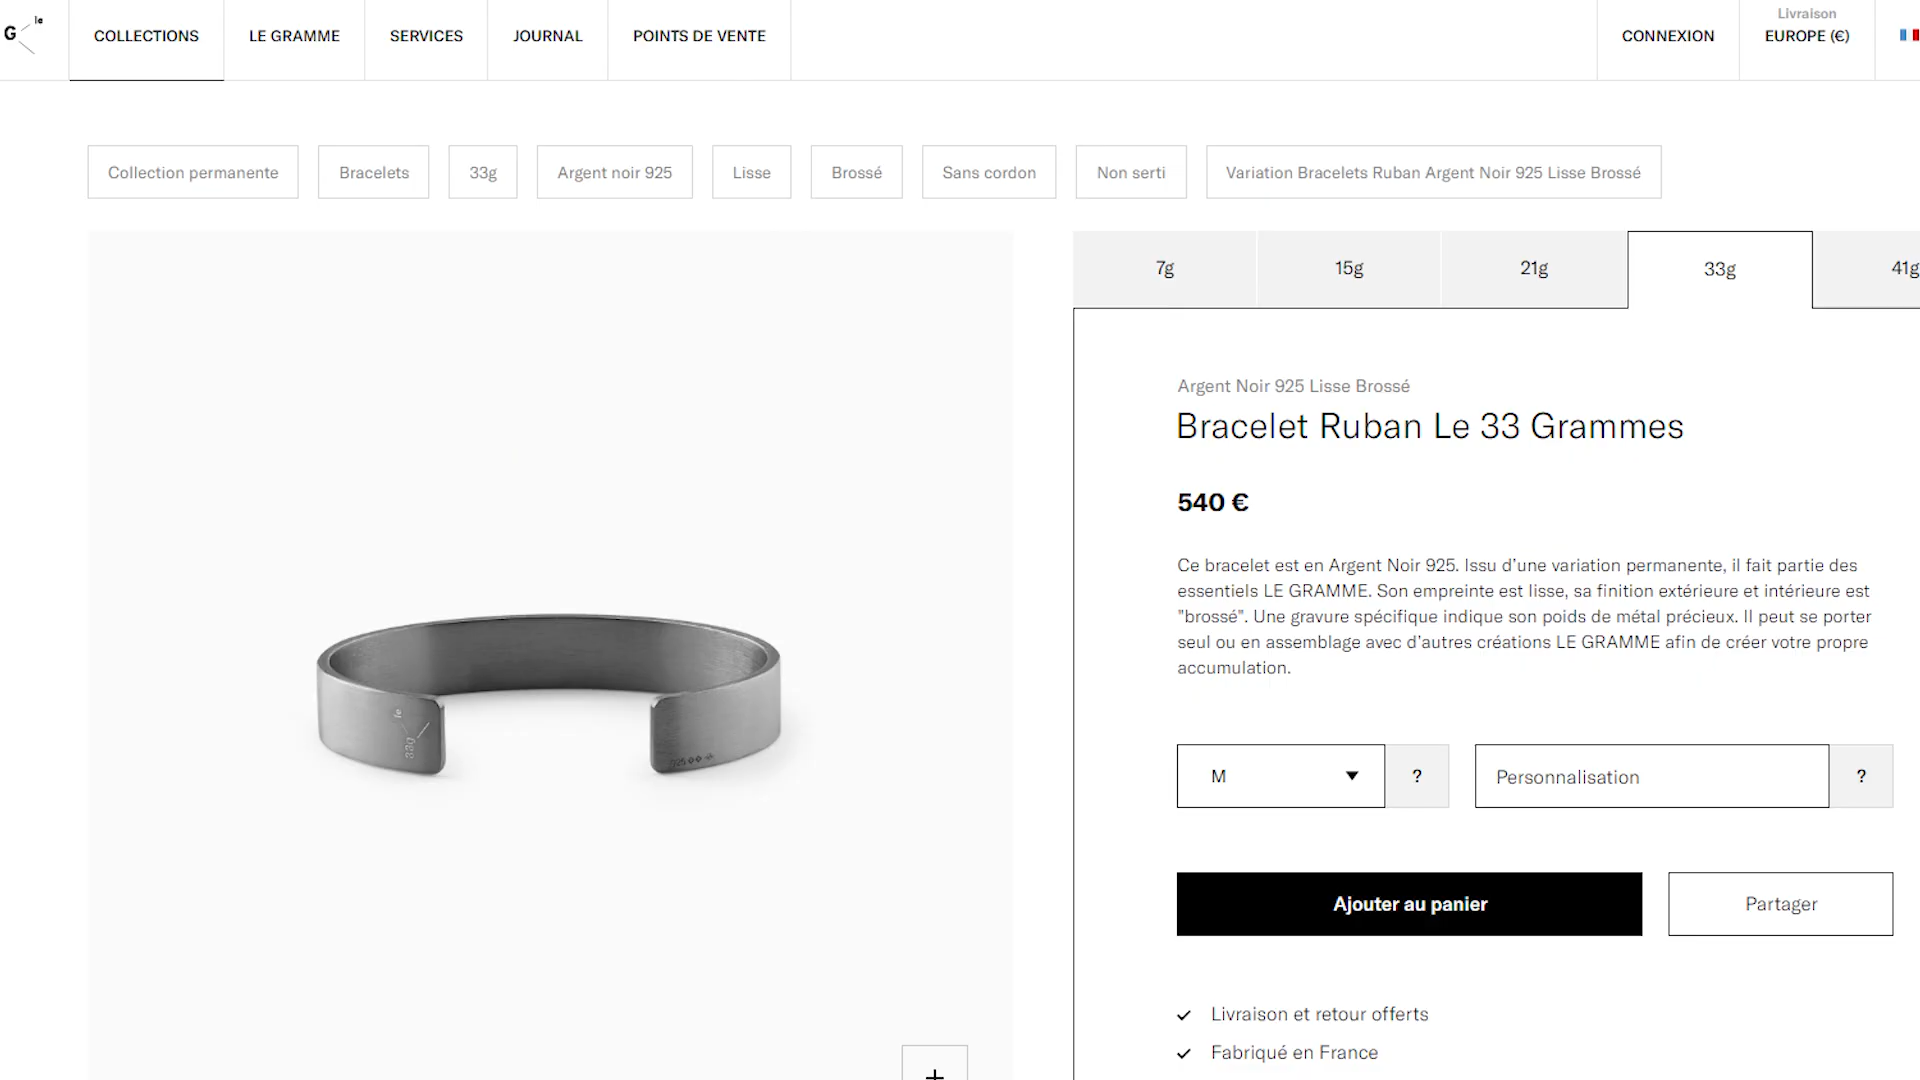 G le
COLLECTIONS
LE GRAMME
SERVICES
JOURNAL
POINTS DE VENTE
CONNEXION
Livraison
EUROPE (€)
Collection permanente
Bracelets
33g
Argent noir 925
Lisse
Brossé
Sans cordon
Non serti
Variation Bracelets Ruban Argent Noir 925 Lisse Brossé
7g
15g
21g
33g
41g
Argent Noir 925 Lisse Brossé
Bracelet Ruban Le 33 Grammes
540 €
Ce bracelet est en Argent Noir 925. Issu d’une variation permanente, il fait partie des
essentiels LE GRAMME. Son empreinte est lisse, sa finition extérieure et intérieure est
"brossé". Une gravure spécifique indique son poids de métal précieux. Il peut se porter
seul ou en assemblage avec d’autres créations LE GRAMME afin de créer votre propre
accumulation.
M
?
Personnalisation
?
Ajouter au panier
Partager
Livraison et retour offerts
Fabriqué en France
le
33g
925
+